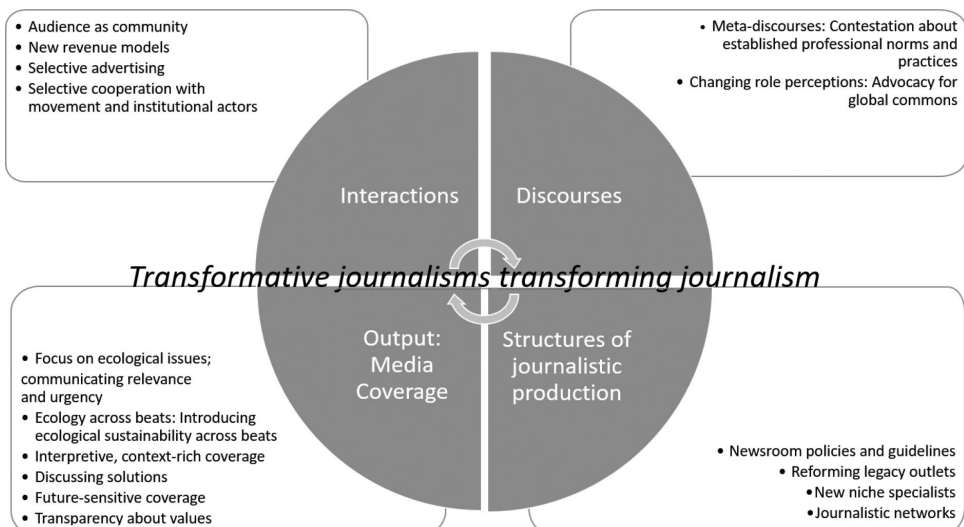 • Audience as community
• New revenue models
• Selective advertising
• Selective cooperation with
movement and institutional actors
• Meta-discourses: Contestation about
established professional norms and
practices
• Changing role perceptions: Advocacy for
global commons
Interactions
Discourses
Transformative journalisms transforming journalism
Output:
Media
Coverage
Structures of
journalistic
production
• Focus on ecological issues;
communicating relevance
and urgency
• Ecology across beats: Introducing
ecological sustainability across beats
• Interpretive, context-rich coverage
• Discussing solutions
• Future-sensitive coverage
• Transparency about values
• Newsroom policies and guidelines
• Reforming legacy outlets
•New niche specialists
•Journalistic networks